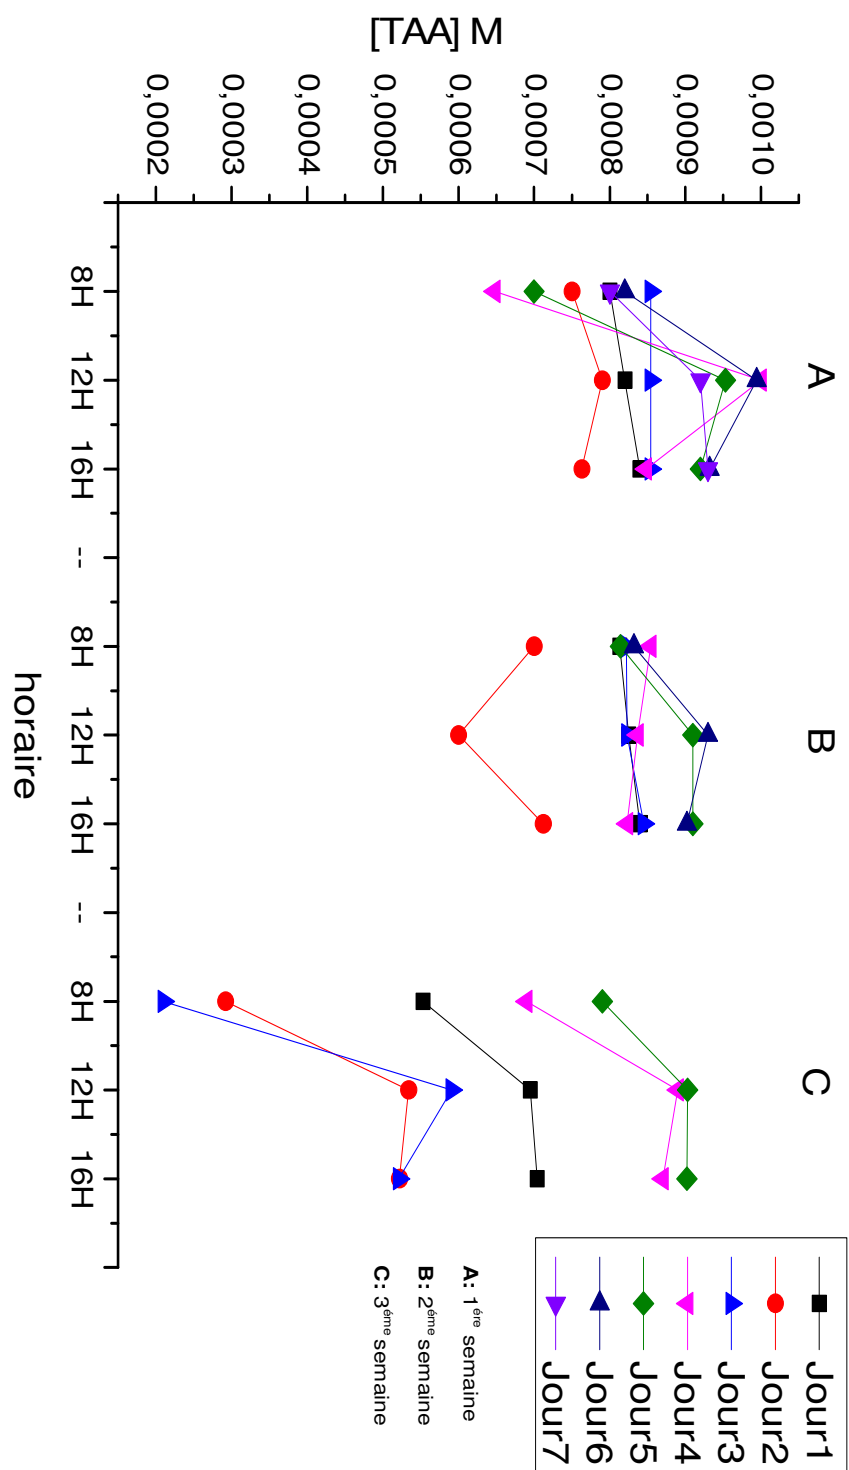 A
B
C
[TAA] M
0,0010
0,0009
0,0008
0,0007
0,0006
0,0005
0,0004
0,0003
0,0002
8H 12H 16H -- 8H 12H 16H -- 8H 12H 16H
horaire
Jour1
Jour2
Jour3
Jour4
Jour5
Jour6
Jour7
A: 1ère semaine
B: 2éme semaine
C: 3éme semaine